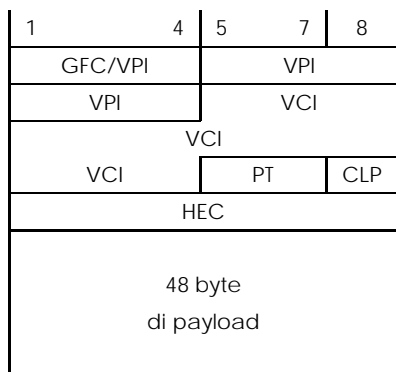 1 4 5 7 8
GFC/VPI VPI
VPI VCI
VCI
VCI PT CLP
HEC
48 byte
di payload